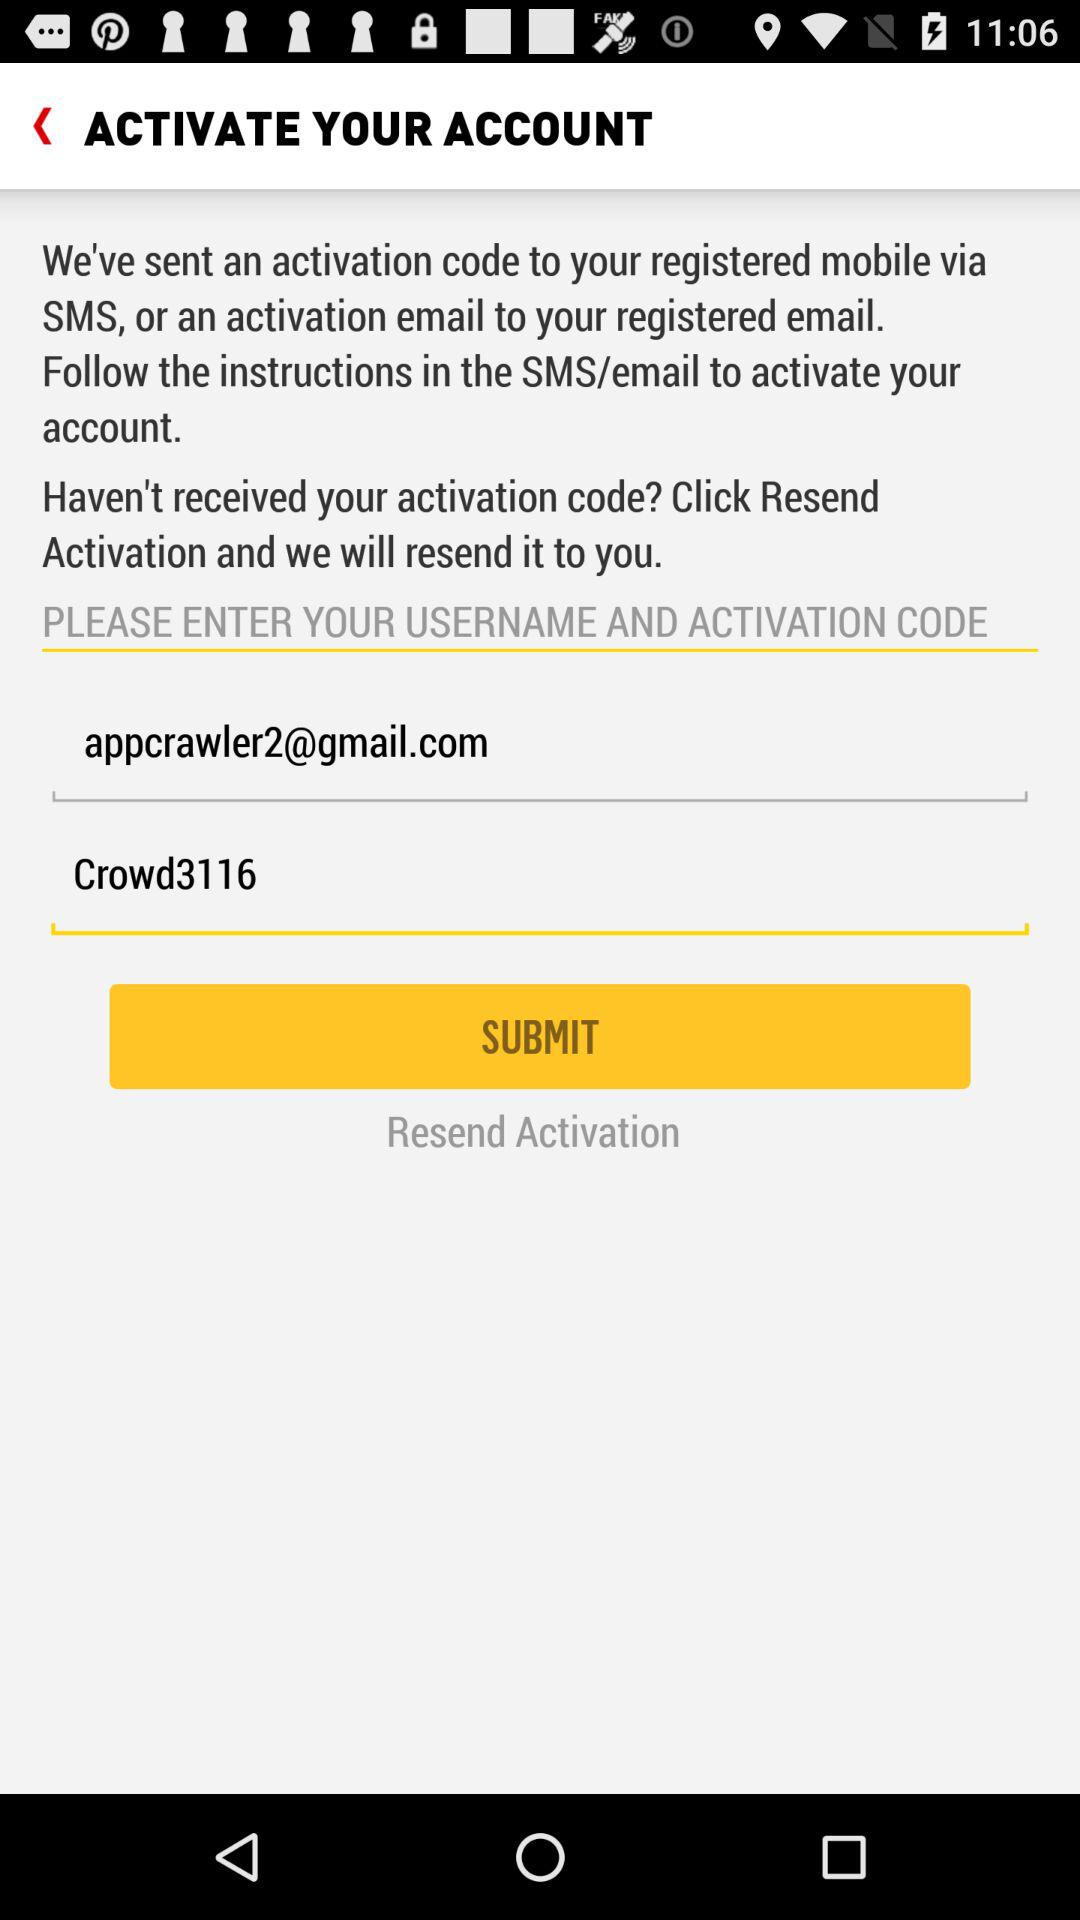 FAKE
11:06
ACTIVATE YOUR ACCOUNT
We've sent an activation code to your registered mobile via
SMS, or an activation email to your registered email.
Follow the instructions in the SMS/email to activate your
account.
Haven't received your activation code? Click Resend
Activation and we will resend it to you.
PLEASE ENTER YOUR USERNAME AND ACTIVATION CODE
appcrawler2@gmail.com
Crowd3116
SUBMIT
Resend Activation